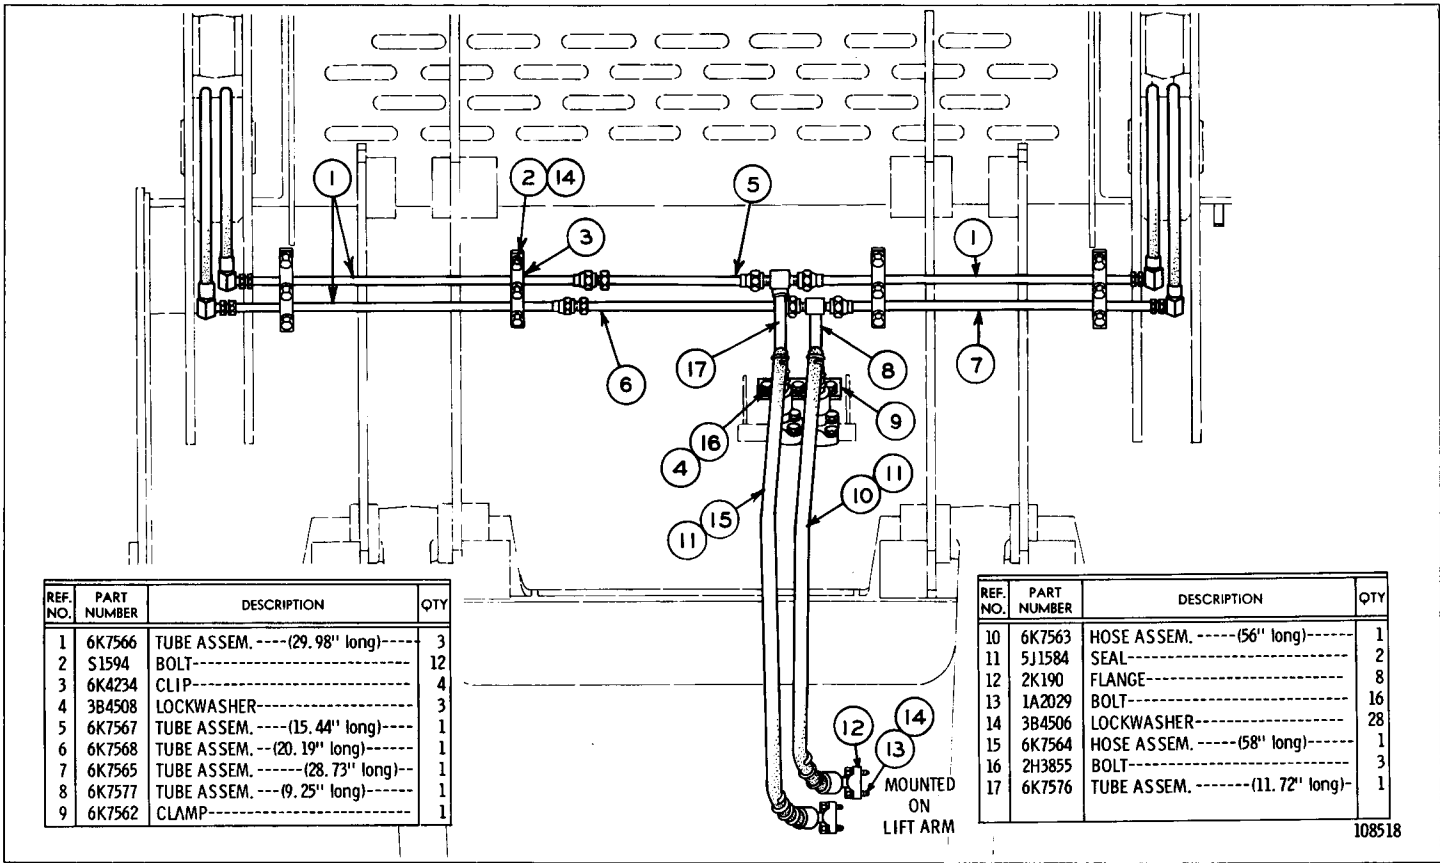 1
2 14
3
5
1
17
6
8
7
9
16
4
10 11
15
11
12
14
13
MOUNTED
ON
LIFT ARM
REF. NO. PART NUMBER DESCRIPTION QTY
1 6K7566 TUBE ASSEM. ----(29.98" long)----- 3
2 S1594 BOLT------------------------------ 12
3 6K4234 CLIP------------------------------ 4
4 3B4508 LOCKWASHER--------------------- 3
5 6K7567 TUBE ASSEM. ----(15.44" long)----- 1
6 6K7568 TUBE ASSEM. --(20.19" long)------- 1
7 6K7565 TUBE ASSEM. ------(28.73" long)-- 1
8 6K7577 TUBE ASSEM. ---(9.25" long)------- 1
9 6K7562 CLAMP---------------------------- 1
REF. NO. PART NUMBER DESCRIPTION QTY
10 6K7563 HOSE ASSEM. -----(56" long)------ 1
11 5J1584 SEAL----------------------------- 2
12 2K190 FLANGE--------------------------- 8
13 1A2029 BOLT----------------------------- 16
14 3B4506 LOCKWASHER-------------------- 28
15 6K7564 HOSE ASSEM. ------(58" long)----- 1
16 2H3855 BOLT----------------------------- 3
17 6K7576 TUBE ASSEM. -------(11.72" long)- 1
108518